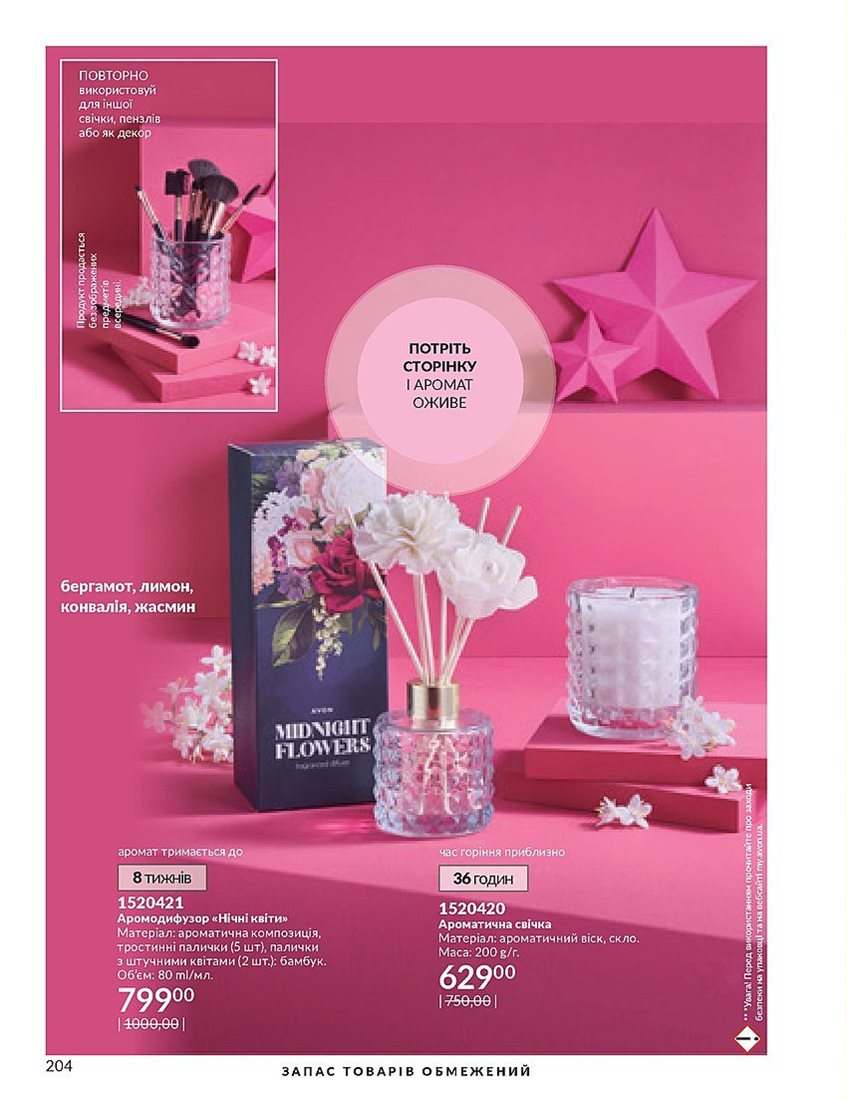 ПОВТОРНО
використовуй
для іншої
свічки, пензлів
або як декор
Продукт продається
без зображених
предметів
всередині.
ПОТРІТЬ
СТОРІНКУ
І АРОМАТ
ОЖИВЕ
бергамот, лимон,
конвалія, жасмин
AVON
MIDNIGHT
FLOWERS
fragranced diffuser
аромат тримається до
8 ТИЖНІВ
1520421
Аромодифузор «Нічні квіти»
Матеріал: ароматична композиція,
тростинні палички (5 шт), палички
з штучними квітами (2 шт.): бамбук.
Об'єм: 80 ml/мл.
799⁰⁰
| 1000,00 |
час горіння приблизно
36 ГОДИН
1520420
Ароматична свічка
Матеріал: ароматичний віск, скло.
Маса: 200 g/г.
629⁰⁰
| 750,00 |
** *Увага! Перед використанням прочитайте про заходи
безпеки на упаковці та на вебсайті my.avon.ua.
204
ЗАПАС ТОВАРІВ ОБМЕЖЕНИЙ